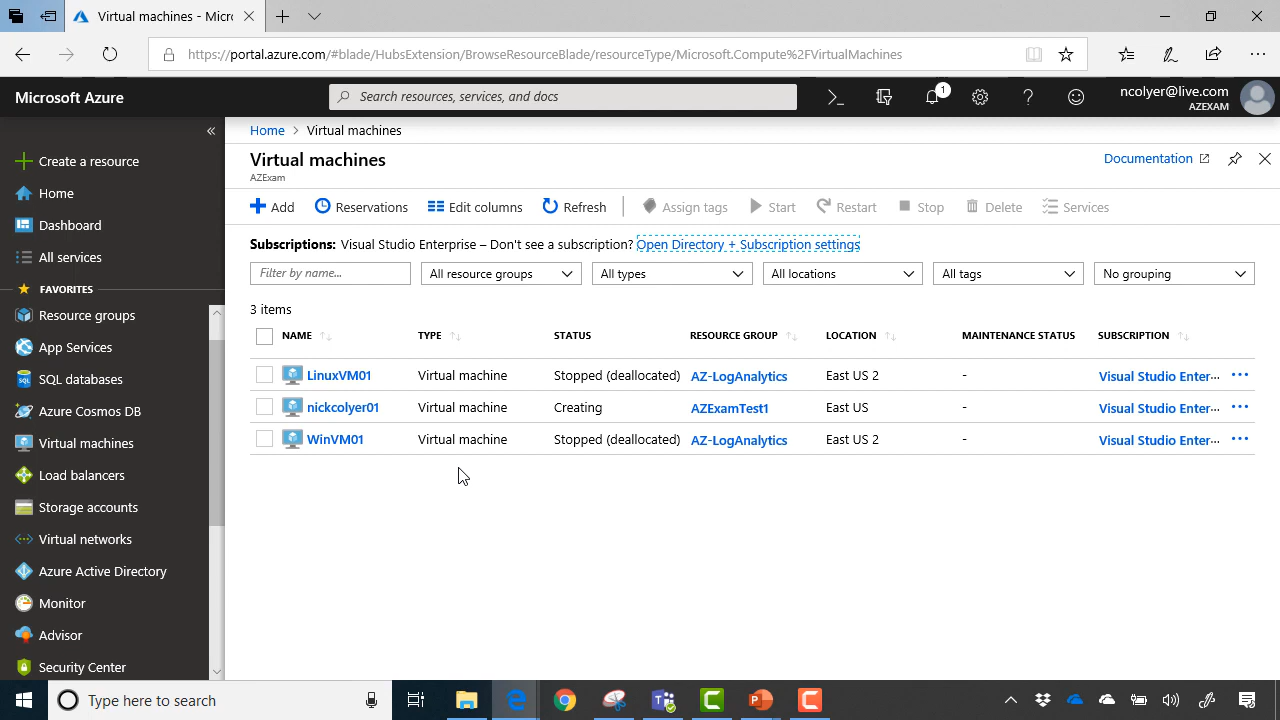 Virtual machines - Micro
https://portal.azure.com/#blade/HubsExtension/BrowseResourceBlade/resourceType/Microsoft.Compute%2FVirtualMachines
Microsoft Azure
Search resources, services, and docs
1
ncolyer@live.com
AZEXAM
Create a resource
Home
Dashboard
All services
FAVORITES
Resource groups
App Services
SQL databases
Azure Cosmos DB
Virtual machines
Load balancers
Storage accounts
Virtual networks
Azure Active Directory
Monitor
Advisor
Security Center
Home > Virtual machines
Virtual machines
AZExam
Documentation
Add Reservations Edit columns Refresh Assign tags Start Restart Stop Delete Services
Subscriptions: Visual Studio Enterprise – Don't see a subscription? Open Directory + Subscription settings
Filter by name... All resource groups All types All locations All tags No grouping
3 items
NAME TYPE STATUS RESOURCE GROUP LOCATION MAINTENANCE STATUS SUBSCRIPTION
LinuxVM01 Virtual machine Stopped (deallocated) AZ-LogAnalytics East US 2 - Visual Studio Enter... ...
nickcolyer01 Virtual machine Creating AZExamTest1 East US - Visual Studio Enter... ...
WinVM01 Virtual machine Stopped (deallocated) AZ-LogAnalytics East US 2 - Visual Studio Enter... ...
Type here to search